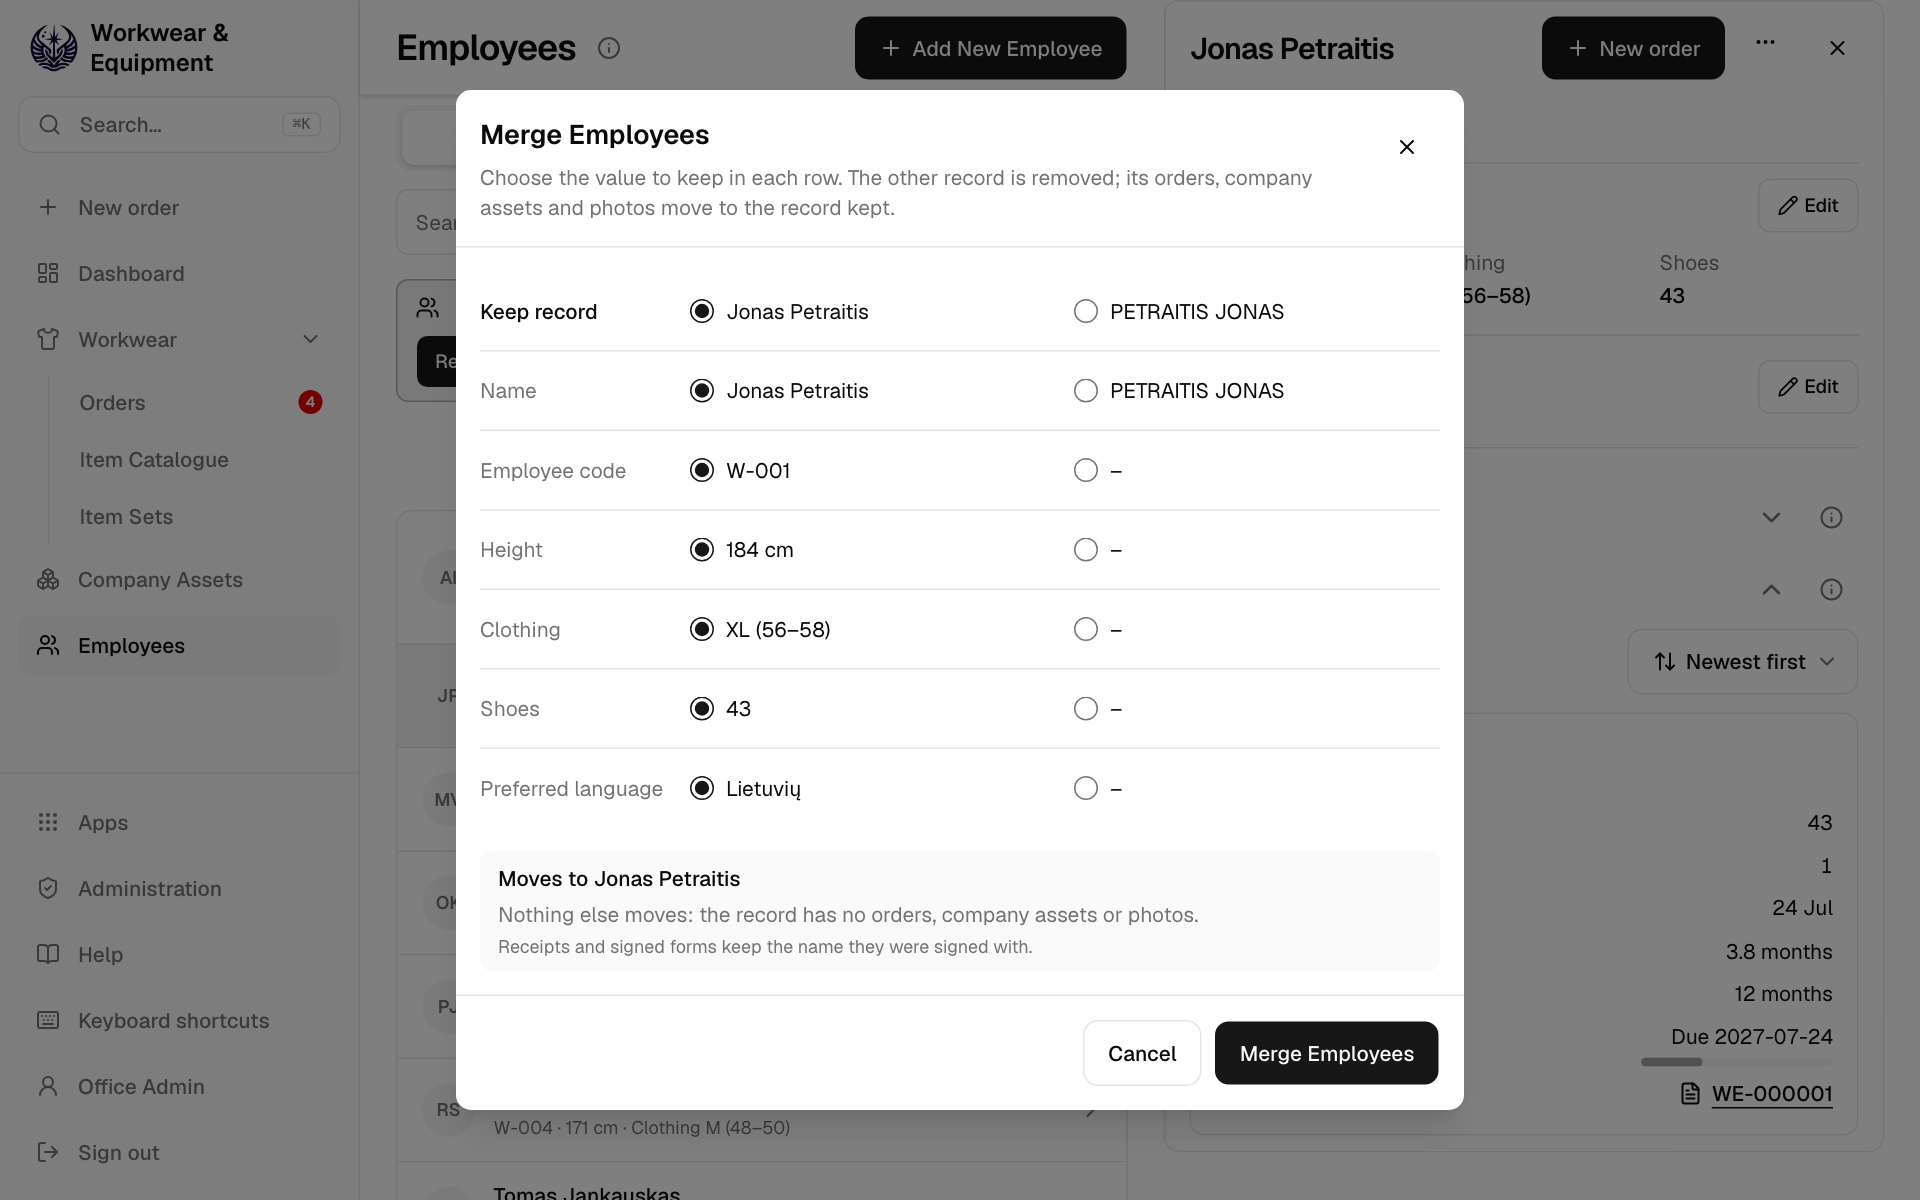 Workwear &
Equipment
Search...
⌘K
New order
Dashboard
Workwear
Orders
4
Item Catalogue
Item Sets
Company Assets
Employees
Apps
Administration
Help
Keyboard shortcuts
Office Admin
Sign out
Employees
Add New Employee
Jonas Petraitis
New order
Edit
Shoes
56–58)
43
Edit
Newest first
43
1
24 Jul
3.8 months
12 months
Due 2027-07-24
WE-000001
JP
OK
PJ
RS
W-004 · 171 cm · Clothing M (48–50)
Tomas Jankauskas
Merge Employees
Choose the value to keep in each row. The other record is removed; its orders, company
assets and photos move to the record kept.
Keep record
Jonas Petraitis
PETRAITIS JONAS
Name
Jonas Petraitis
PETRAITIS JONAS
Employee code
W-001
–
Height
184 cm
–
Clothing
XL (56–58)
–
Shoes
43
–
Preferred language
Lietuvių
–
Moves to Jonas Petraitis
Nothing else moves: the record has no orders, company assets or photos.
Receipts and signed forms keep the name they were signed with.
Cancel
Merge Employees